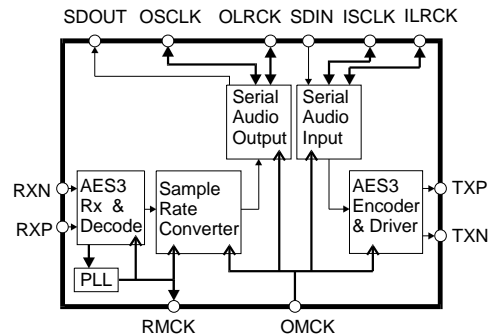 SDOUT OSCLK OLRCK SDIN ISCLK ILRCK
Serial
Audio
Output
Serial
Audio
Input
RXN
RXP
AES3
Rx &
Decode
Sample
Rate
Converter
AES3
Encoder
& Driver
TXP
TXN
PLL
RMCK OMCK